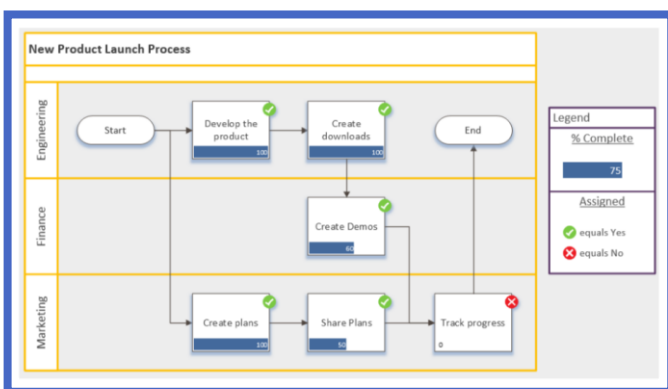 New Product Launch Process
Engineering
Start
Develop the
product
100
Create
downloads
100
End
Finance
Create Demos
60
Marketing
Create plans
100
Share Plans
50
Track progress
0
Legend
% Complete
75
Assigned
equals Yes
equals No